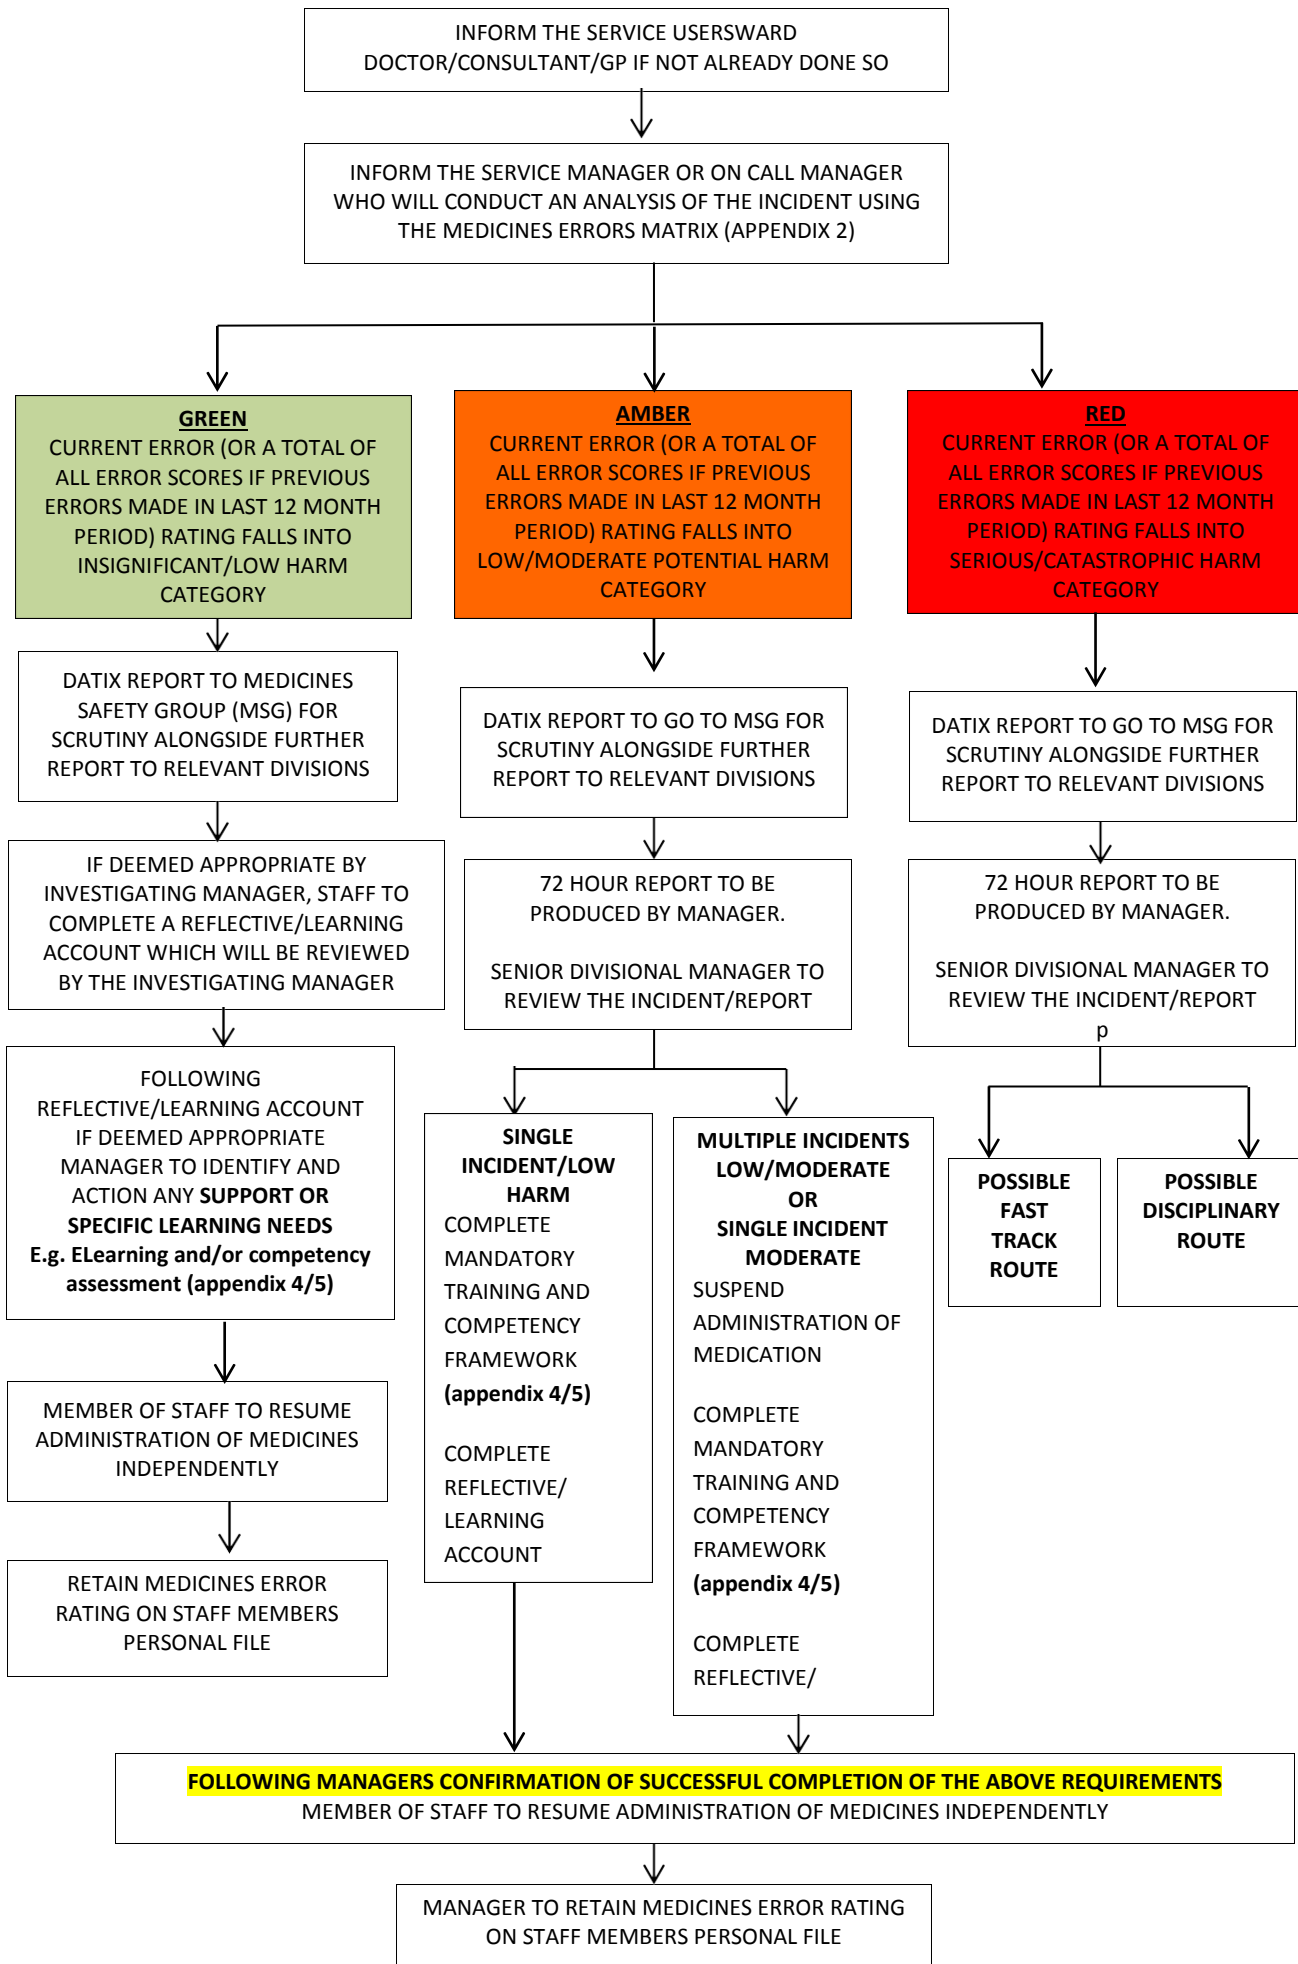 INFORM THE SERVICE USERSWARD
DOCTOR/CONSULTANT/GP IF NOT ALREADY DONE SO
INFORM THE SERVICE MANAGER OR ON CALL MANAGER
WHO WILL CONDUCT AN ANALYSIS OF THE INCIDENT USING
THE MEDICINES ERRORS MATRIX (APPENDIX 2)
GREEN
CURRENT ERROR (OR A TOTAL OF
ALL ERROR SCORES IF PREVIOUS
ERRORS MADE IN LAST 12 MONTH
PERIOD) RATING FALLS INTO
INSIGNIFICANT/LOW HARM
CATEGORY
AMBER
CURRENT ERROR (OR A TOTAL OF
ALL ERROR SCORES IF PREVIOUS
ERRORS MADE IN LAST 12 MONTH
PERIOD) RATING FALLS INTO
LOW/MODERATE POTENTIAL HARM
CATEGORY
RED
CURRENT ERROR (OR A TOTAL OF
ALL ERROR SCORES IF PREVIOUS
ERRORS MADE IN LAST 12 MONTH
PERIOD) RATING FALLS INTO
SERIOUS/CATASTROPHIC HARM
CATEGORY
DATIX REPORT TO MEDICINES
SAFETY GROUP (MSG) FOR
SCRUTINY ALONGSIDE FURTHER
REPORT TO RELEVANT DIVISIONS
DATIX REPORT TO GO TO MSG FOR
SCRUTINY ALONGSIDE FURTHER
REPORT TO RELEVANT DIVISIONS
DATIX REPORT TO GO TO MSG FOR
SCRUTINY ALONGSIDE FURTHER
REPORT TO RELEVANT DIVISIONS
IF DEEMED APPROPRIATE BY
INVESTIGATING MANAGER, STAFF TO
COMPLETE A REFLECTIVE/LEARNING
ACCOUNT WHICH WILL BE REVIEWED
BY THE INVESTIGATING MANAGER
72 HOUR REPORT TO BE
PRODUCED BY MANAGER.
SENIOR DIVISIONAL MANAGER TO
REVIEW THE INCIDENT/REPORT
72 HOUR REPORT TO BE
PRODUCED BY MANAGER.
SENIOR DIVISIONAL MANAGER TO
REVIEW THE INCIDENT/REPORT
p
FOLLOWING
REFLECTIVE/LEARNING ACCOUNT
IF DEEMED APPROPRIATE
MANAGER TO IDENTIFY AND
ACTION ANY SUPPORT OR
SPECIFIC LEARNING NEEDS
E.g. ELearning and/or competency
assessment (appendix 4/5)
SINGLE
INCIDENT/LOW
HARM
COMPLETE
MANDATORY
TRAINING AND
COMPETENCY
FRAMEWORK
(appendix 4/5)
COMPLETE
REFLECTIVE/
LEARNING
ACCOUNT
MULTIPLE INCIDENTS
LOW/MODERATE
OR
SINGLE INCIDENT
MODERATE
SUSPEND
ADMINISTRATION OF
MEDICATION
COMPLETE
MANDATORY
TRAINING AND
COMPETENCY
FRAMEWORK
(appendix 4/5)
COMPLETE
REFLECTIVE/
POSSIBLE
FAST
TRACK
ROUTE
POSSIBLE
DISCIPLINARY
ROUTE
MEMBER OF STAFF TO RESUME
ADMINISTRATION OF MEDICINES
INDEPENDENTLY
RETAIN MEDICINES ERROR
RATING ON STAFF MEMBERS
PERSONAL FILE
FOLLOWING MANAGERS CONFIRMATION OF SUCCESSFUL COMPLETION OF THE ABOVE REQUIREMENTS
MEMBER OF STAFF TO RESUME ADMINISTRATION OF MEDICINES INDEPENDENTLY
MANAGER TO RETAIN MEDICINES ERROR RATING
ON STAFF MEMBERS PERSONAL FILE